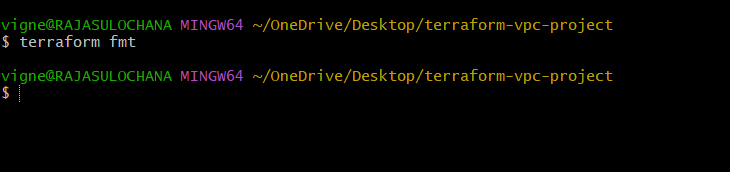 vigne@RAJASULOCHANA MINGW64 ~/OneDrive/Desktop/terraform-vpc-project
$ terraform fmt
vigne@RAJASULOCHANA MINGW64 ~/OneDrive/Desktop/terraform-vpc-project
$